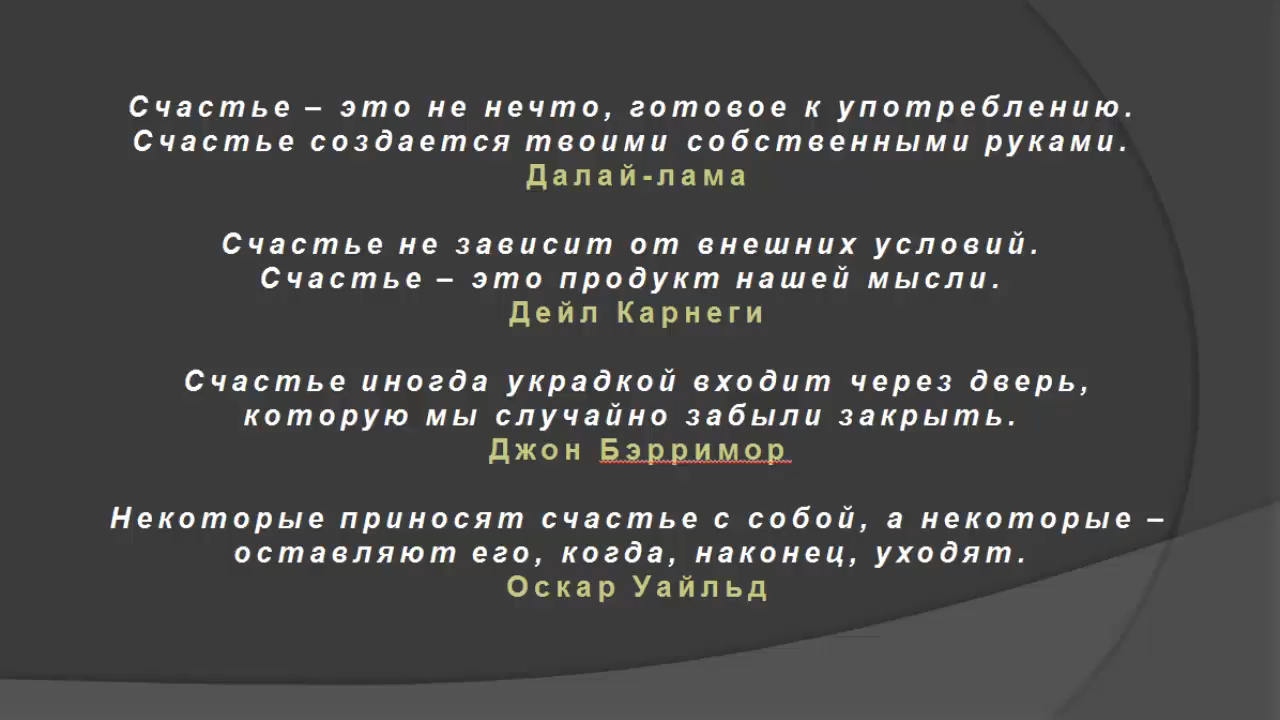 Счастье – это не нечто, готовое к употреблению.
Счастье создается твоими собственными руками.
Далай-лама
Счастье не зависит от внешних условий.
Счастье – это продукт нашей мысли.
Дейл Карнеги
Счастье иногда украдкой входит через дверь,
которую мы случайно забыли закрыть.
Джон Бэрримор
Некоторые приносят счастье с собой, а некоторые –
оставляют его, когда, наконец, уходят.
Оскар Уайльд